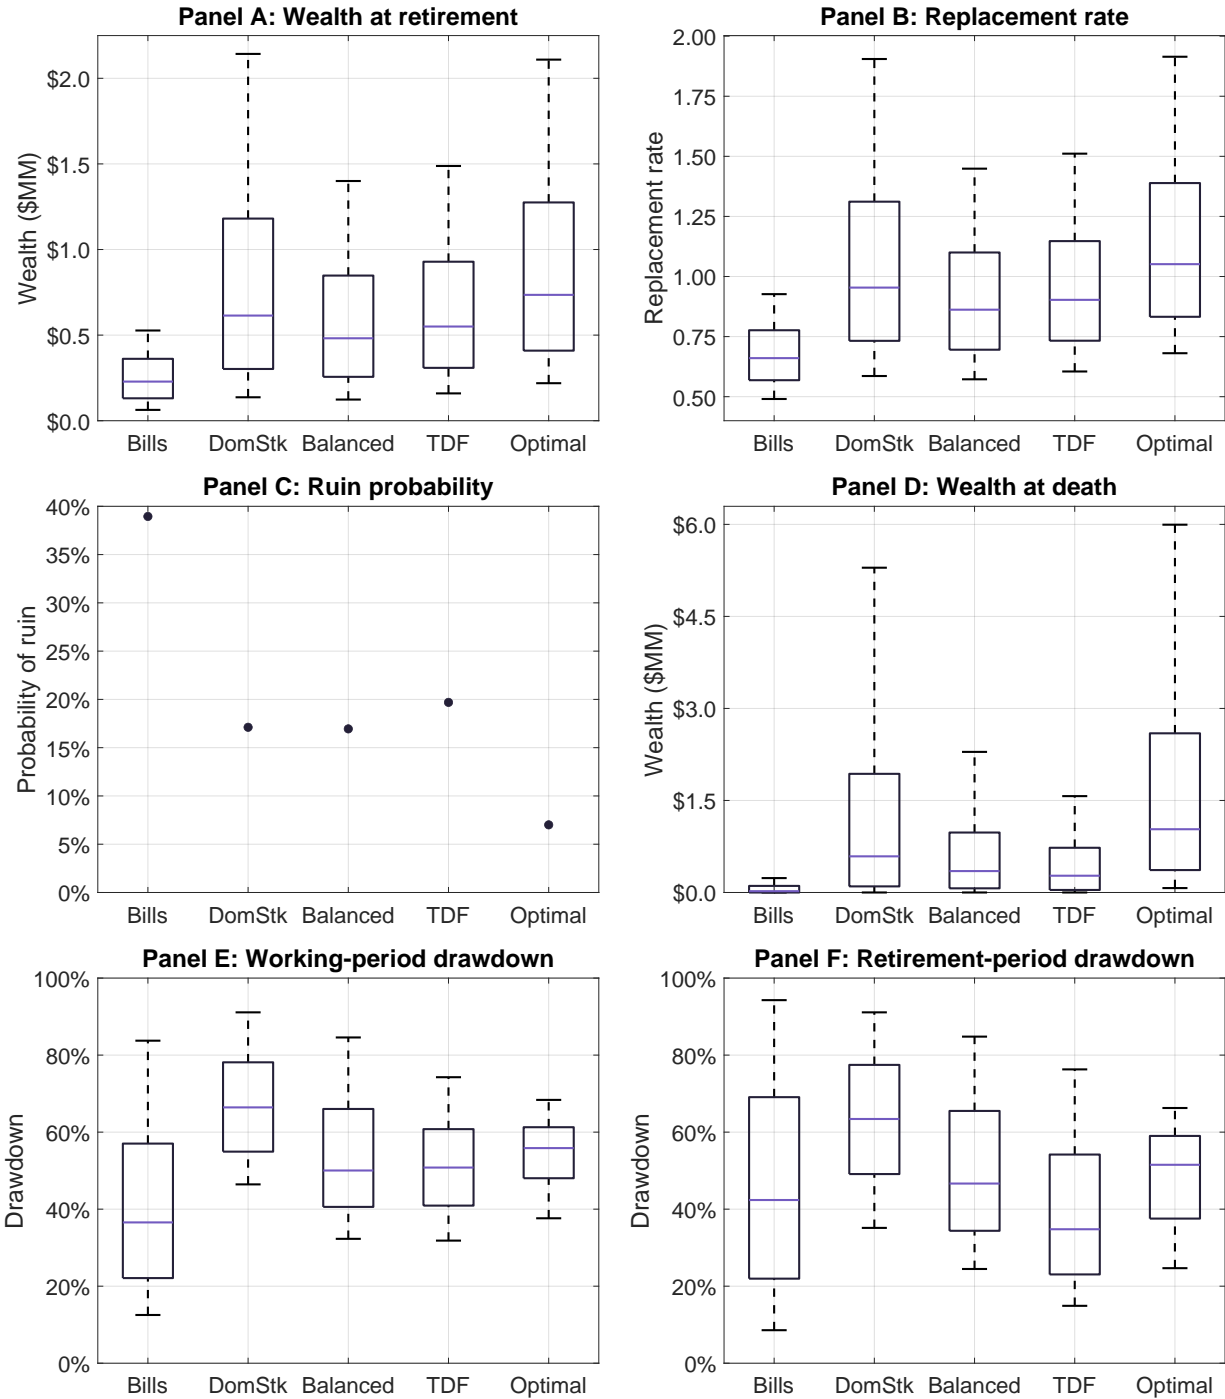 Panel A: Wealth at retirement
Wealth ($MM)
$2.0
$1.5
$1.0
$0.5
$0.0
Bills DomStk Balanced TDF Optimal
Panel B: Replacement rate
Replacement rate
2.00
1.75
1.50
1.25
1.00
0.75
0.50
Bills DomStk Balanced TDF Optimal
Panel C: Ruin probability
Probability of ruin
40%
35%
30%
25%
20%
15%
10%
5%
0%
Bills DomStk Balanced TDF Optimal
Panel D: Wealth at death
Wealth ($MM)
$6.0
$4.5
$3.0
$1.5
$0.0
Bills DomStk Balanced TDF Optimal
Panel E: Working-period drawdown
Drawdown
100%
80%
60%
40%
20%
0%
Bills DomStk Balanced TDF Optimal
Panel F: Retirement-period drawdown
Drawdown
100%
80%
60%
40%
20%
0%
Bills DomStk Balanced TDF Optimal